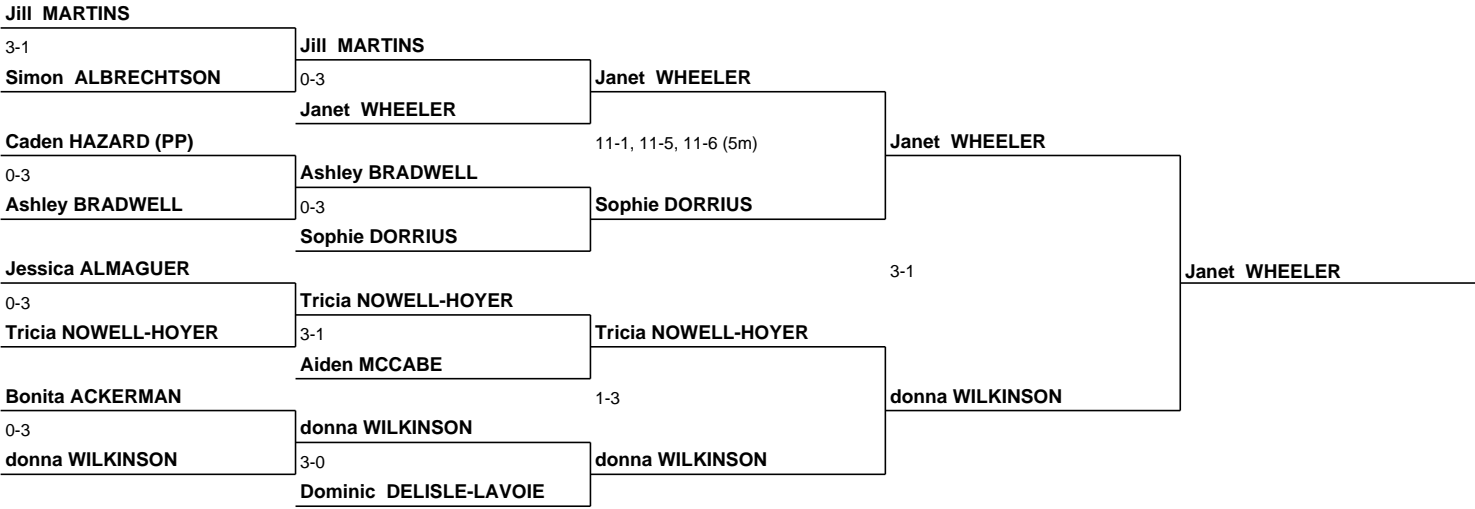 Jill MARTINS
3-1
Jill MARTINS
Simon ALBRECHTSON
0-3
Janet WHEELER
Janet WHEELER
Caden HAZARD (PP)
11-1, 11-5, 11-6 (5m)
Janet WHEELER
0-3
Ashley BRADWELL
Ashley BRADWELL
0-3
Sophie DORRIUS
Sophie DORRIUS
Jessica ALMAGUER
3-1
Janet WHEELER
0-3
Tricia NOWELL-HOYER
Tricia NOWELL-HOYER
3-1
Tricia NOWELL-HOYER
Aiden MCCABE
Bonita ACKERMAN
1-3
donna WILKINSON
0-3
donna WILKINSON
donna WILKINSON
3-0
donna WILKINSON
Dominic DELISLE-LAVOIE